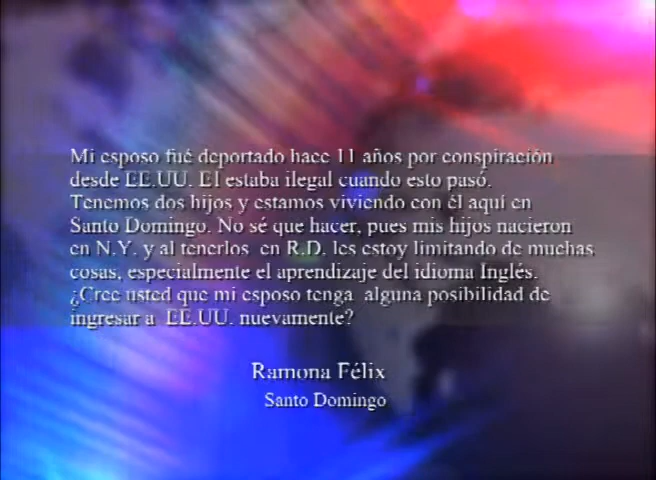 Mi esposo fué deportado hace 11 años por conspiración
desde EE.UU. El estaba ilegal cuando esto pasó.
Tenemos dos hijos y estamos viviendo con él aquí en
Santo Domingo. No sé que hacer, pues mis hijos nacieron
en N.Y. y al tenerlos en R.D. les estoy limitando de muchas
cosas, especialmente el aprendizaje del idioma Inglés.
¿Cree usted que mi esposo tenga alguna posibilidad de
ingresar a EE.UU. nuevamente?
Ramona Félix
Santo Domingo